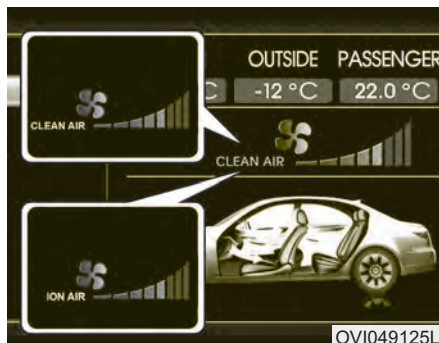 OUTSIDE PASSENGER
C -12 °C 22.0 °C
CLEAN AIR
CLEAN AIR
ION AIR
OVI049125L